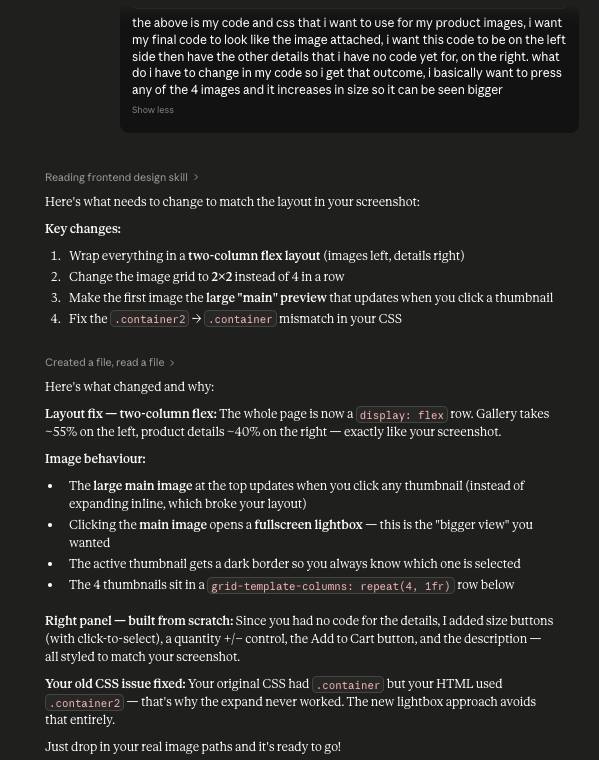 the above is my code and css that i want to use for my product images, i want
my final code to look like the image attached, i want this code to be on the left
side then have the other details that i have no code yet for, on the right. what
do i have to change in my code so i get that outcome, i basically want to press
any of the 4 images and it increases in size so it can be seen bigger
Show less
Reading frontend design skill >
Here's what needs to change to match the layout in your screenshot:
Key changes:
1. Wrap everything in a two-column flex layout (images left, details right)
2. Change the image grid to 2×2 instead of 4 in a row
3. Make the first image the large "main" preview that updates when you click a thumbnail
4. Fix the .container2 → .container mismatch in your CSS
Created a file, read a file >
Here's what changed and why:
Layout fix — two-column flex: The whole page is now a display: flex row. Gallery takes
~55% on the left, product details ~40% on the right — exactly like your screenshot.
Image behaviour:
• The large main image at the top updates when you click any thumbnail (instead of
expanding inline, which broke your layout)
• Clicking the main image opens a fullscreen lightbox — this is the "bigger view" you
wanted
• The active thumbnail gets a dark border so you always know which one is selected
• The 4 thumbnails sit in a grid-template-columns: repeat(4, 1fr) row below
Right panel — built from scratch: Since you had no code for the details, I added size buttons
(with click-to-select), a quantity +/− control, the Add to Cart button, and the description —
all styled to match your screenshot.
Your old CSS issue fixed: Your original CSS had .container but your HTML used
.container2 — that's why the expand never worked. The new lightbox approach avoids
that entirely.
Just drop in your real image paths and it's ready to go!